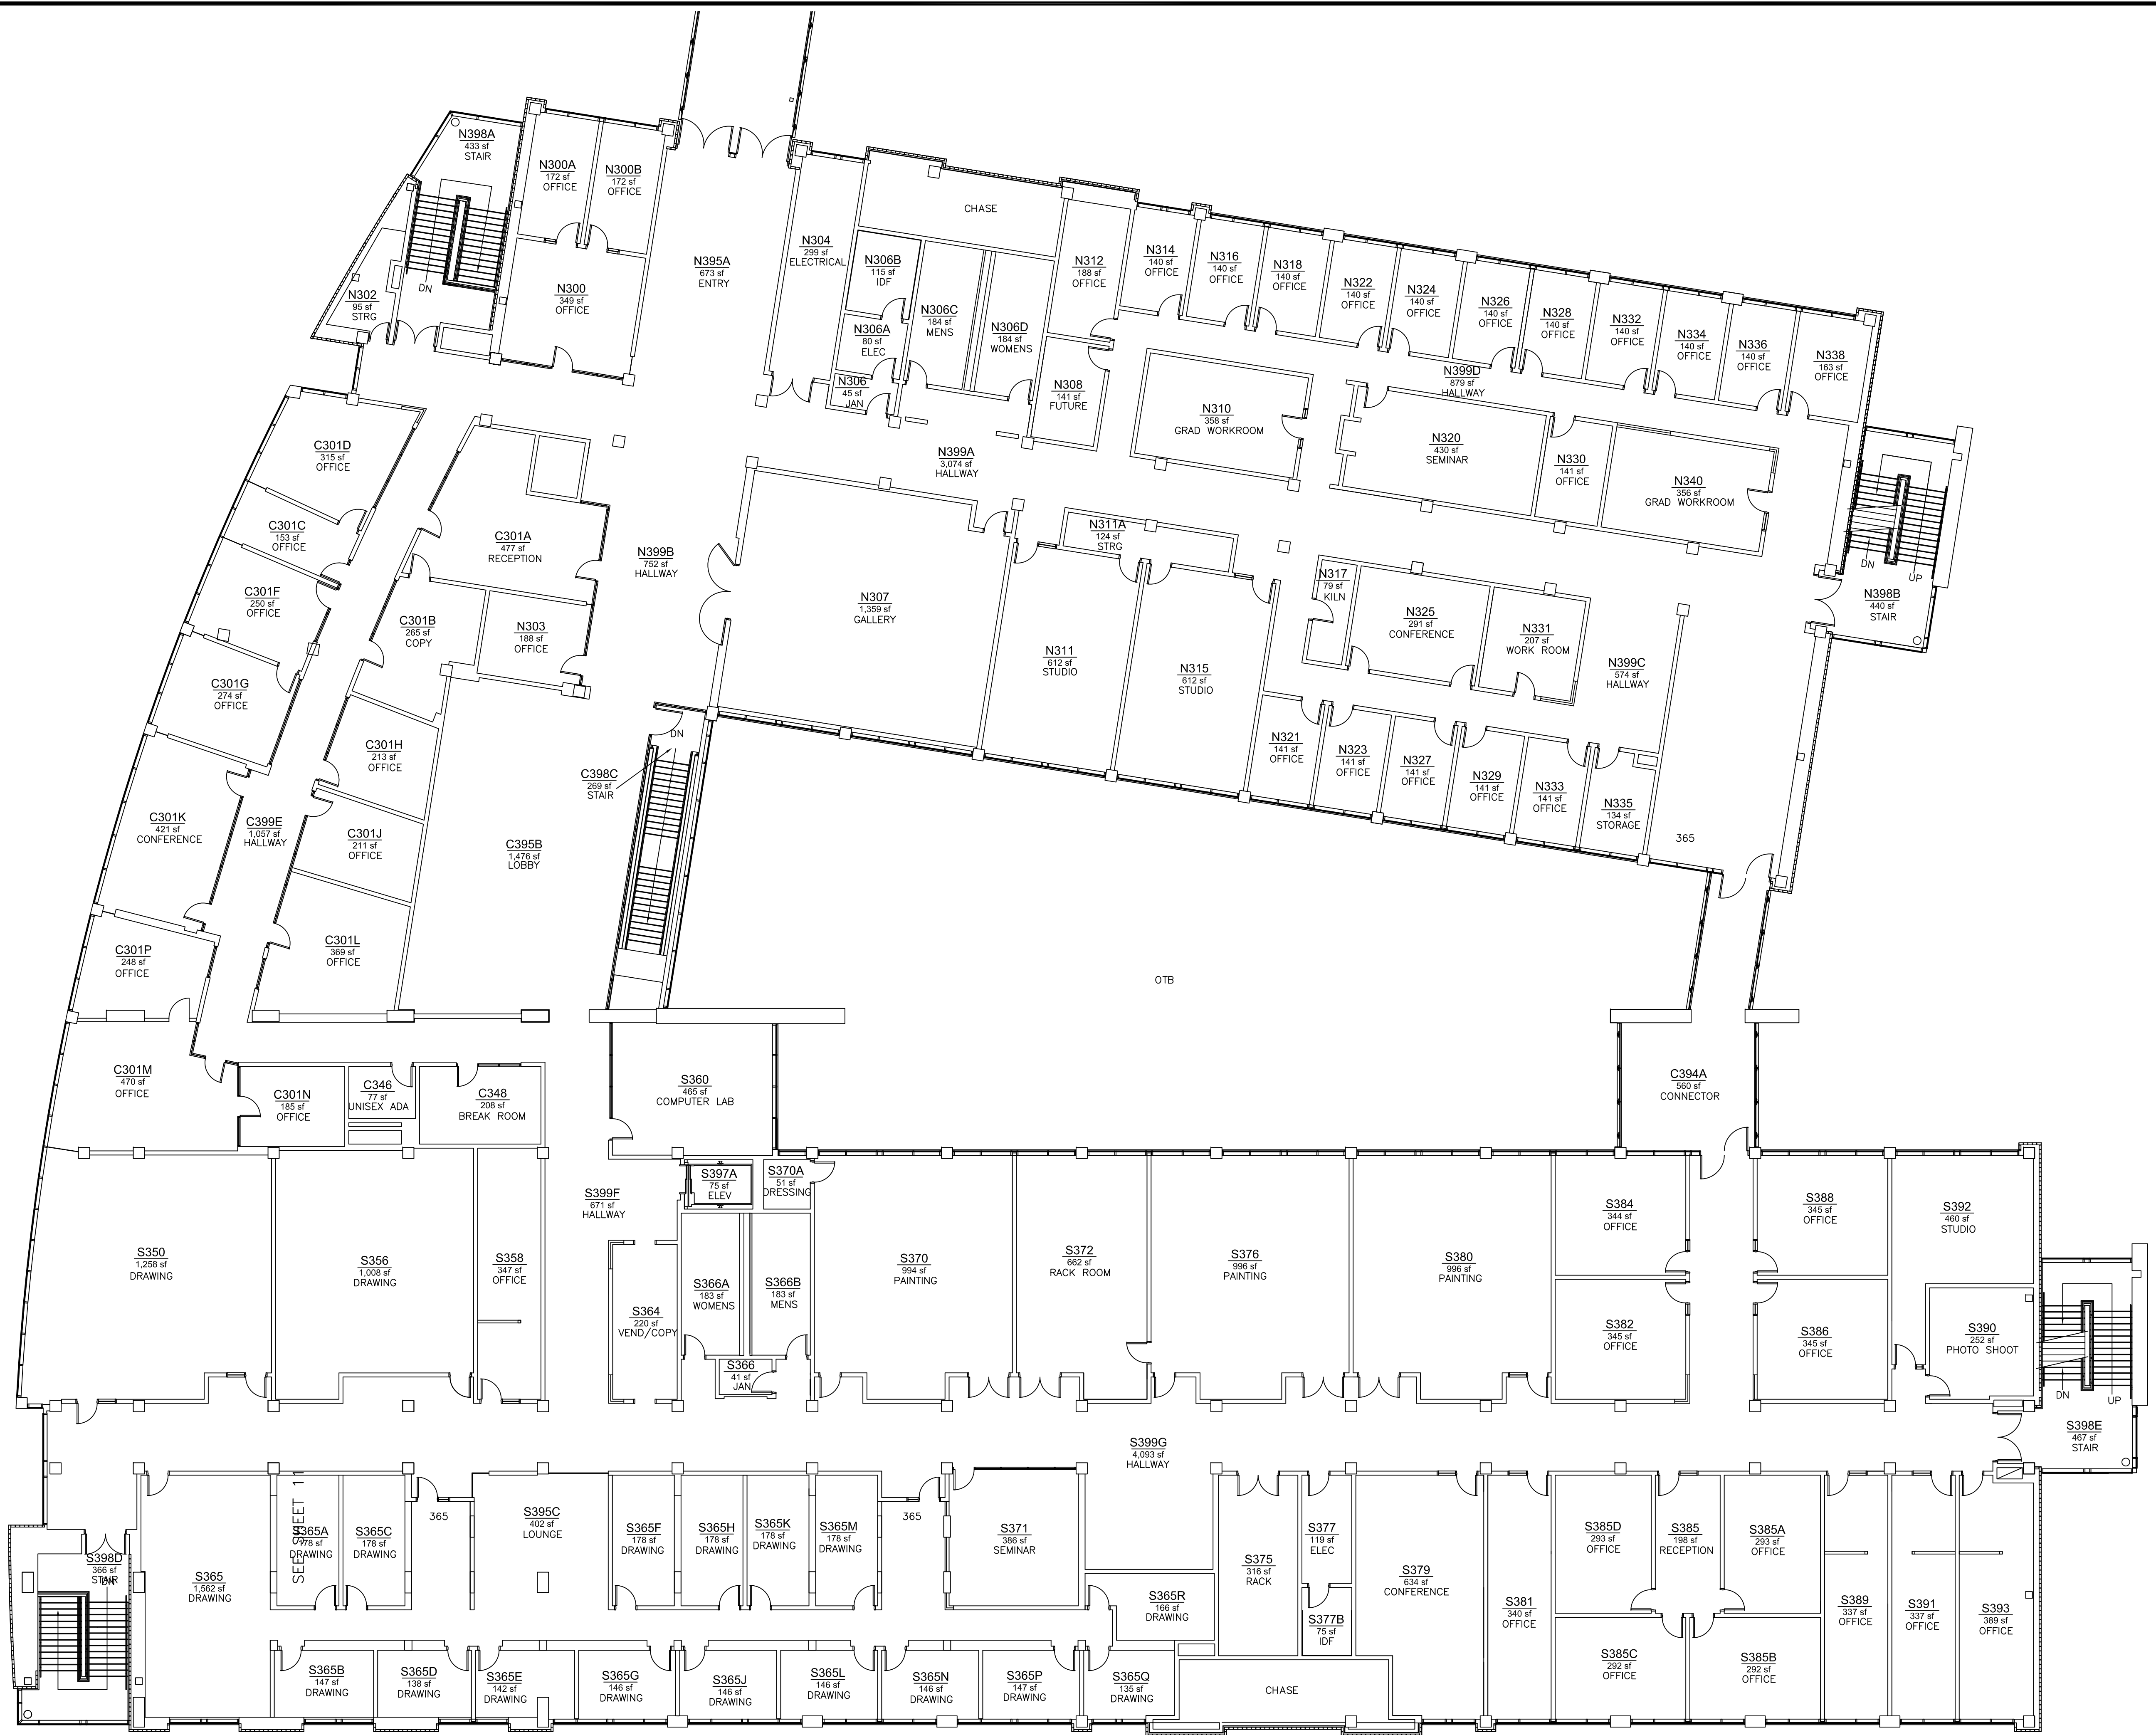 N398A
433 sf
STAIR
DN
N300A
172 sf
OFFICE
N300B
172 sf
OFFICE
N302
95 sf
STRG
N300
349 sf
OFFICE
N395A
673 sf
ENTRY
N304
299 sf
ELECTRICAL
CHASE
N306B
115 sf
IDF
N306A
80 sf
ELEC
N306
45 sf
JAN
N306C
184 sf
MENS
N306D
184 sf
WOMENS
N312
188 sf
OFFICE
N308
141 sf
FUTURE
N314
140 sf
OFFICE
N316
140 sf
OFFICE
N318
140 sf
OFFICE
N322
140 sf
OFFICE
N324
140 sf
OFFICE
N326
140 sf
OFFICE
N328
140 sf
OFFICE
N332
140 sf
OFFICE
N334
140 sf
OFFICE
N336
140 sf
OFFICE
N338
163 sf
OFFICE
N399D
879 sf
HALLWAY
N310
358 sf
GRAD WORKROOM
N320
430 sf
SEMINAR
N330
141 sf
OFFICE
N340
356 sf
GRAD WORKROOM
N399A
3,074 sf
HALLWAY
DN
UP
N398B
440 sf
STAIR
C301D
315 sf
OFFICE
C301C
153 sf
OFFICE
C301F
250 sf
OFFICE
C301G
274 sf
OFFICE
C301A
477 sf
RECEPTION
C301B
265 sf
COPY
N303
188 sf
OFFICE
N399B
752 sf
HALLWAY
N307
1,359 sf
GALLERY
N311A
124 sf
STRG
N311
612 sf
STUDIO
N315
612 sf
STUDIO
N317
79 sf
KILN
N325
291 sf
CONFERENCE
N331
207 sf
WORK ROOM
N399C
574 sf
HALLWAY
N321
141 sf
OFFICE
N323
141 sf
OFFICE
N327
141 sf
OFFICE
N329
141 sf
OFFICE
N333
141 sf
OFFICE
N335
134 sf
STORAGE
365
C301H
213 sf
OFFICE
C301K
421 sf
CONFERENCE
C399E
1,057 sf
HALLWAY
C301J
211 sf
OFFICE
C395B
1,476 sf
LOBBY
C398C
269 sf
STAIR
DN
C301P
248 sf
OFFICE
C301L
369 sf
OFFICE
OTB
C301M
470 sf
OFFICE
C301N
185 sf
OFFICE
C346
77 sf
UNISEX ADA
C348
208 sf
BREAK ROOM
S360
465 sf
COMPUTER LAB
C394A
560 sf
CONNECTOR
S350
1,258 sf
DRAWING
S356
1,008 sf
DRAWING
S358
347 sf
OFFICE
S399F
671 sf
HALLWAY
S397A
75 sf
ELEV
S370A
51 sf
DRESSING
S364
220 sf
VEND/COPY
S366A
183 sf
WOMENS
S366B
183 sf
MENS
S366
41 sf
JAN
S370
994 sf
PAINTING
S372
662 sf
RACK ROOM
S376
996 sf
PAINTING
S380
996 sf
PAINTING
S384
344 sf
OFFICE
S382
345 sf
OFFICE
S388
345 sf
OFFICE
S386
345 sf
OFFICE
S392
460 sf
STUDIO
S390
252 sf
PHOTO SHOOT
DN
UP
S398E
467 sf
STAIR
S399G
4,093 sf
HALLWAY
S398D
366 sf
STAIR
DN
S365
1,562 sf
DRAWING
SEE SHEET 11
S365A
178 sf
DRAWING
S365C
178 sf
DRAWING
365
S395C
402 sf
LOUNGE
S365F
178 sf
DRAWING
S365H
178 sf
DRAWING
S365K
178 sf
DRAWING
S365M
178 sf
DRAWING
365
S371
386 sf
SEMINAR
S365R
166 sf
DRAWING
S375
316 sf
RACK
S377
119 sf
ELEC
S377B
75 sf
IDF
S379
634 sf
CONFERENCE
S381
340 sf
OFFICE
S385D
293 sf
OFFICE
S385
198 sf
RECEPTION
S385A
293 sf
OFFICE
S385C
292 sf
OFFICE
S385B
292 sf
OFFICE
S389
337 sf
OFFICE
S391
337 sf
OFFICE
S393
389 sf
OFFICE
S365B
147 sf
DRAWING
S365D
138 sf
DRAWING
S365E
142 sf
DRAWING
S365G
146 sf
DRAWING
S365J
146 sf
DRAWING
S365L
146 sf
DRAWING
S365N
146 sf
DRAWING
S365P
147 sf
DRAWING
S365Q
135 sf
DRAWING
CHASE